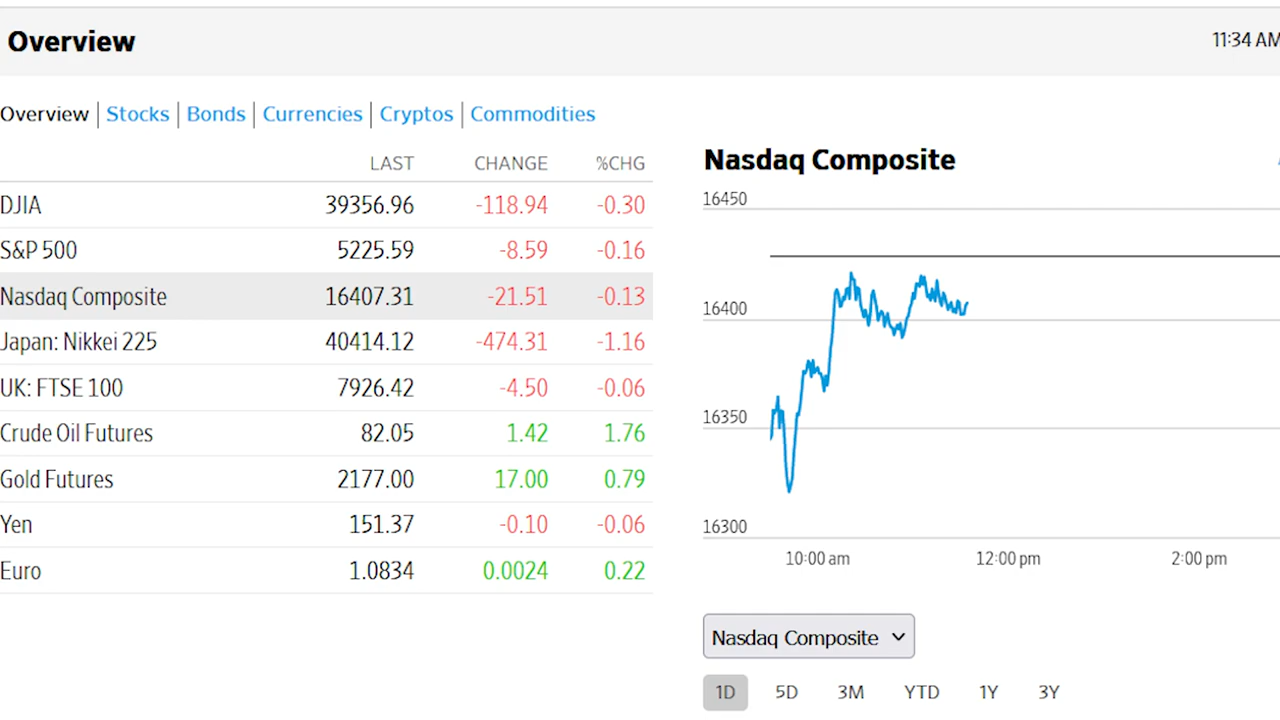 Overview
11:34 AM
Overview | Stocks | Bonds | Currencies | Cryptos | Commodities
LAST CHANGE %CHG
DJIA 39356.96 -118.94 -0.30
S&P 500 5225.59 -8.59 -0.16
Nasdaq Composite 16407.31 -21.51 -0.13
Japan: Nikkei 225 40414.12 -474.31 -1.16
UK: FTSE 100 7926.42 -4.50 -0.06
Crude Oil Futures 82.05 1.42 1.76
Gold Futures 2177.00 17.00 0.79
Yen 151.37 -0.10 -0.06
Euro 1.0834 0.0024 0.22
Nasdaq Composite
16450
16400
16350
16300
10:00 am 12:00 pm 2:00 pm
Nasdaq Composite
1D 5D 3M YTD 1Y 3Y